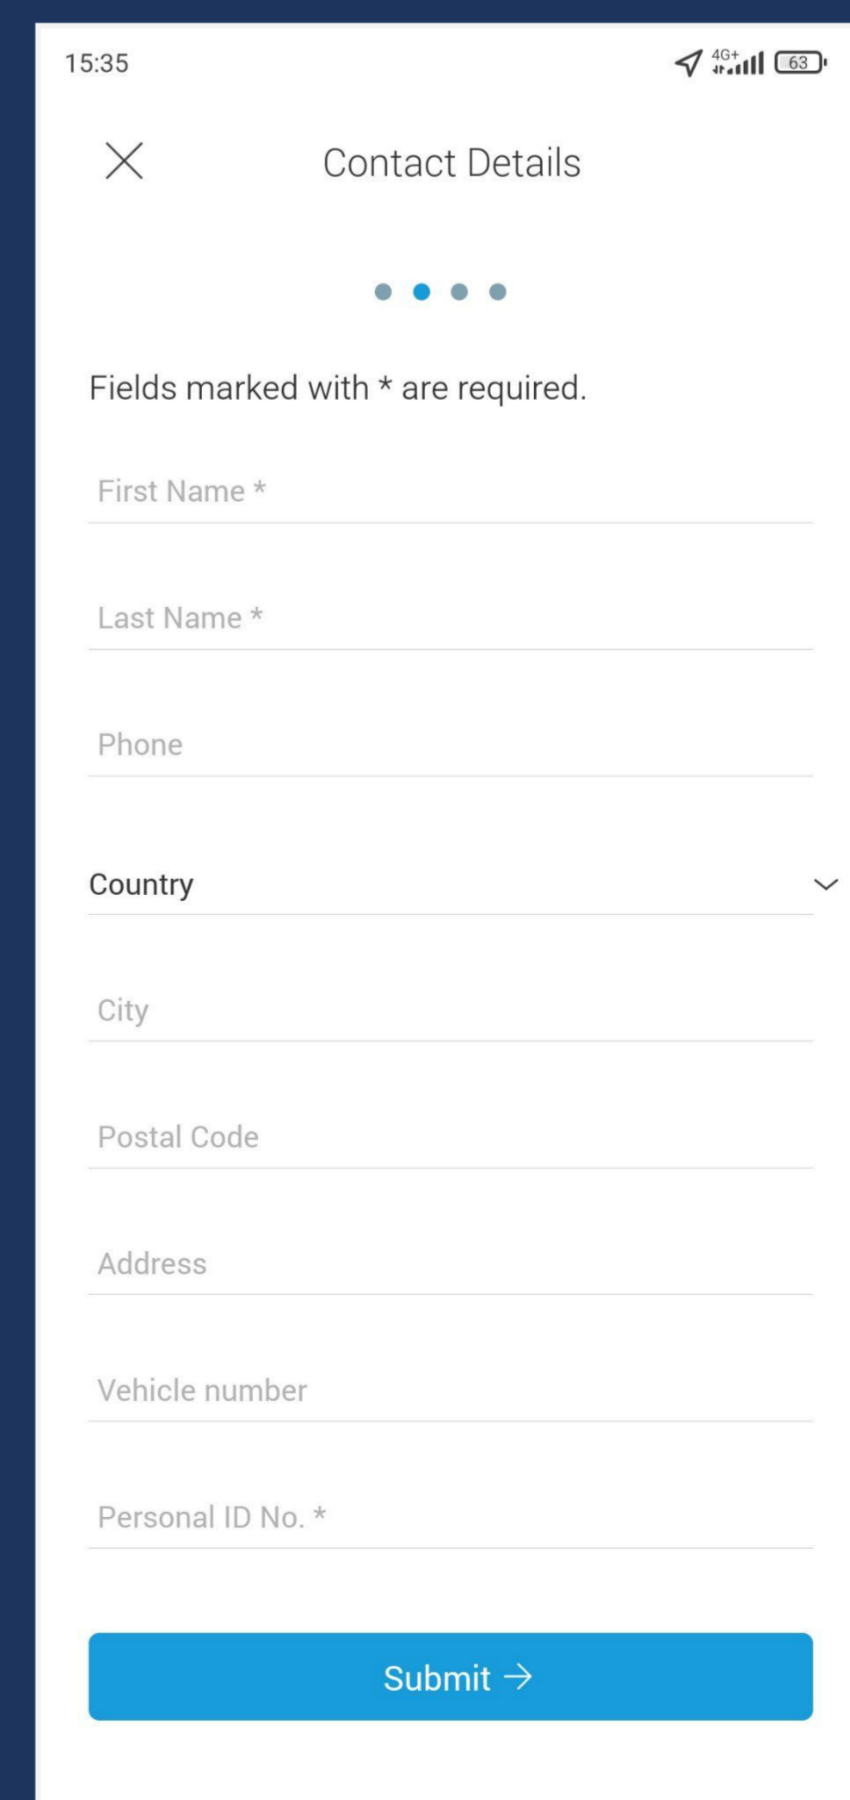 15:35
4G+
63
Contact Details
Fields marked with * are required.
First Name *
Last Name *
Phone
Country
City
Postal Code
Address
Vehicle number
Personal ID No. *
Submit →